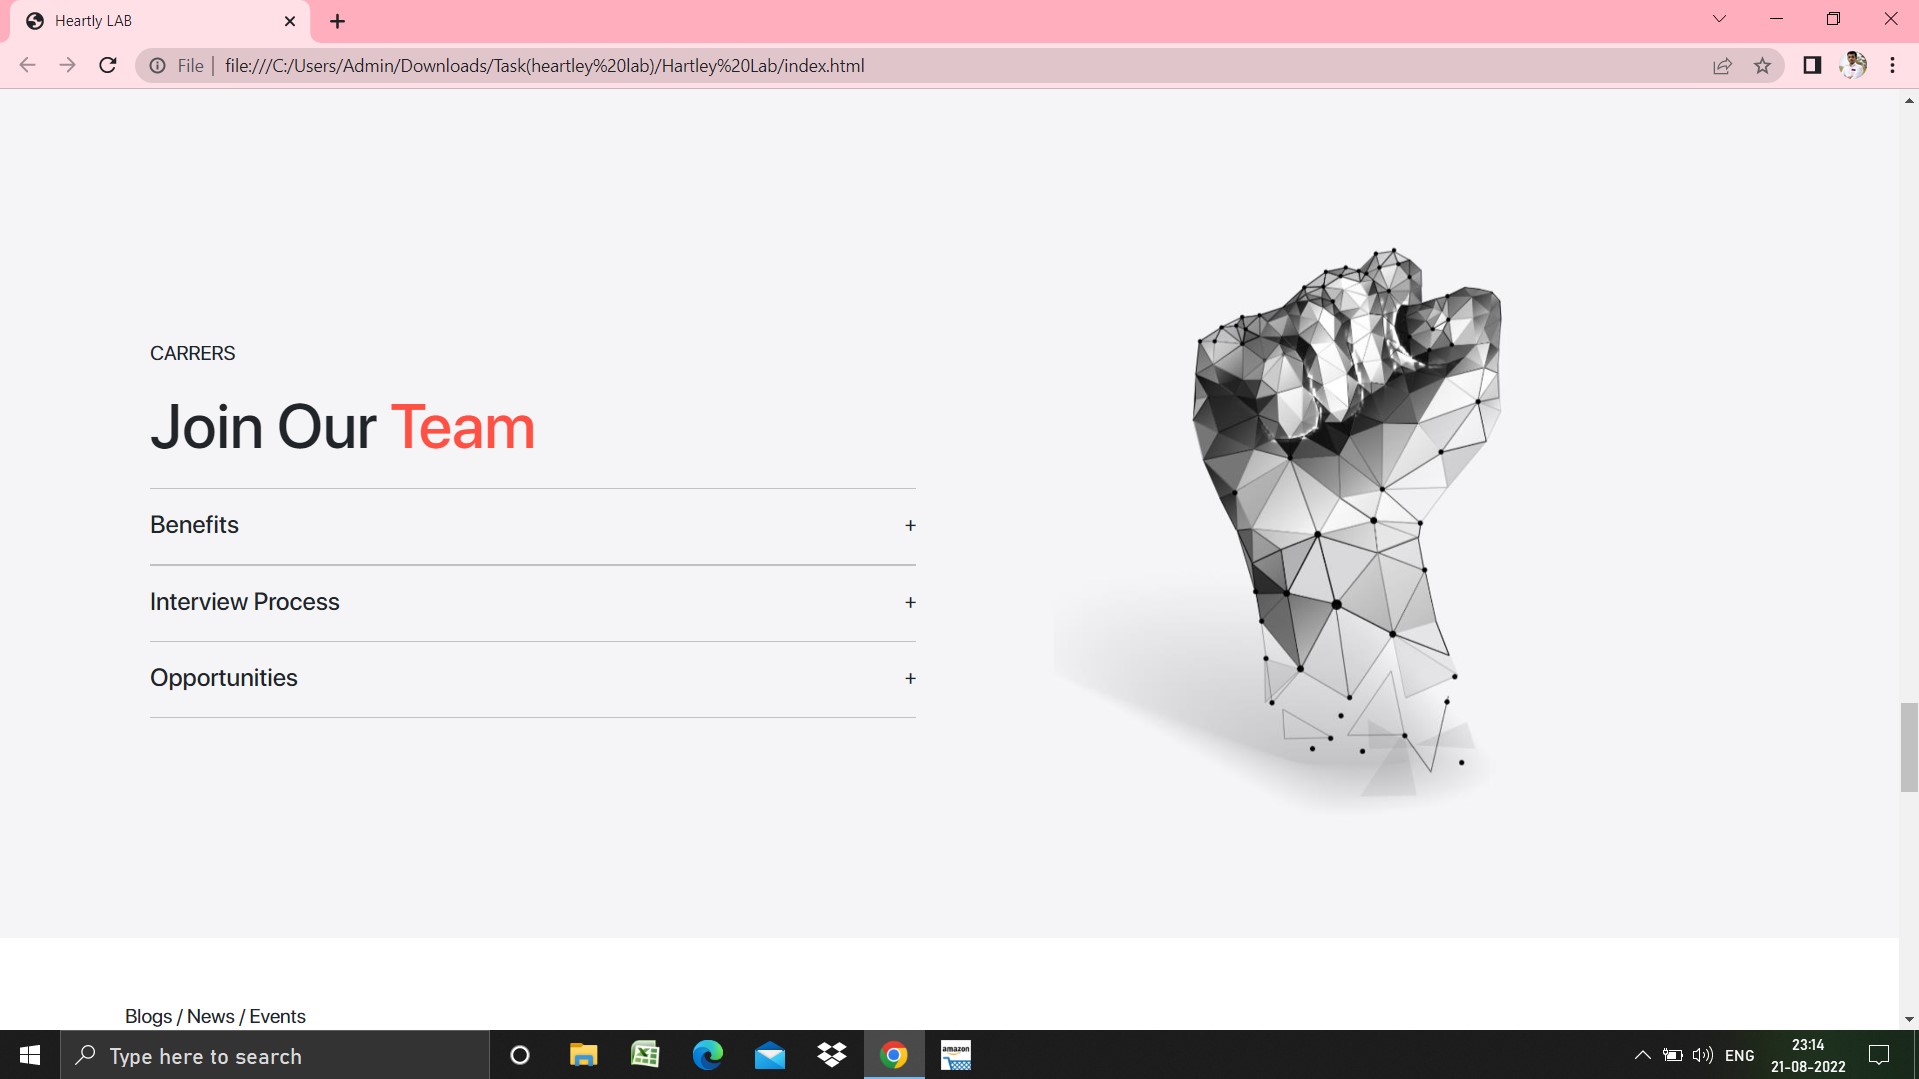 Heartly LAB
File | file:///C:/Users/Admin/Downloads/Task(heartley%20lab)/Hartley%20Lab/index.html
CARRERS
Join Our Team
Benefits +
Interview Process +
Opportunities +
Blogs / News / Events
Type here to search
amazon
ENG
23:14
21-08-2022